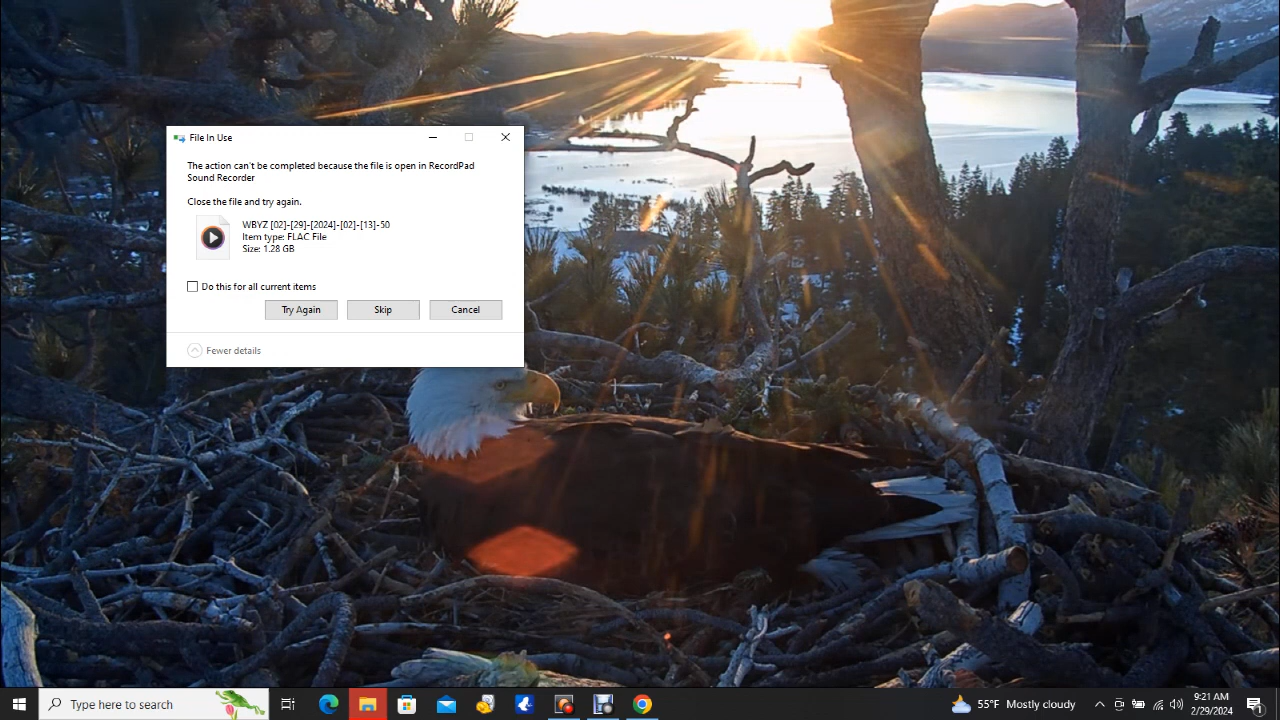 File In Use
The action can't be completed because the file is open in RecordPad
Sound Recorder
Close the file and try again.
WBYZ [02]-[29]-[2024]-[02]-[13]-50
Item type: FLAC File
Size: 1.28 GB
Do this for all current items
Try Again
Skip
Cancel
Fewer details
Type here to search
55°F Mostly cloudy
9:21 AM
2/29/2024
1